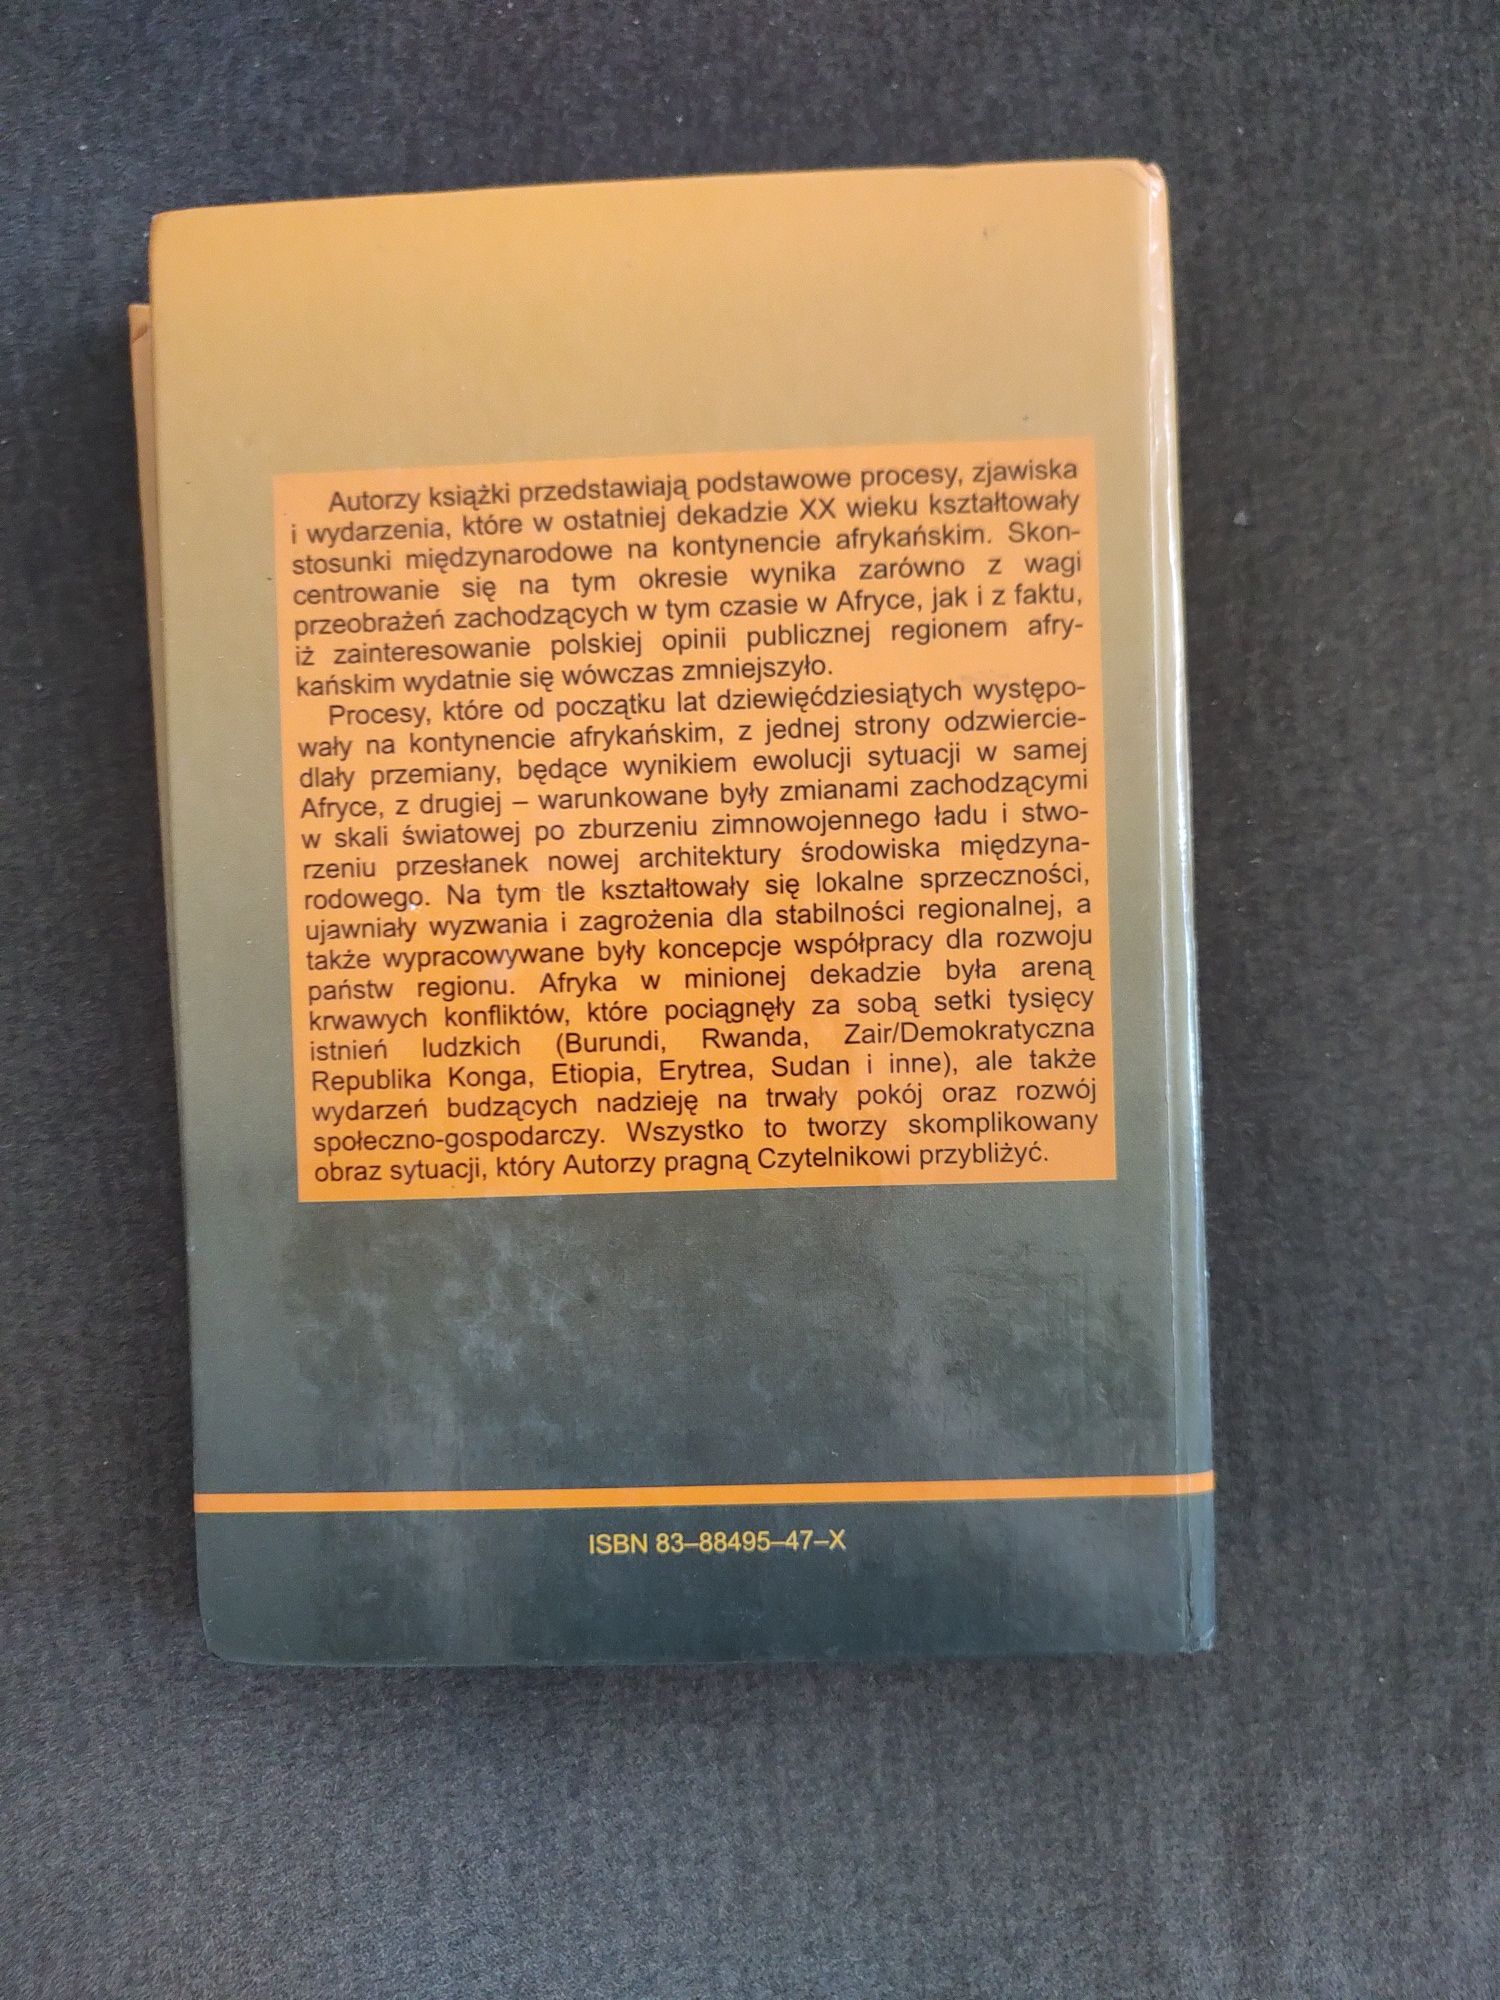 Autorzy książki przedstawiają podstawowe procesy, zjawiska
i wydarzenia, które w ostatniej dekadzie XX wieku kształtowały
stosunki międzynarodowe na kontynencie afrykańskim. Skon-
centrowanie się na tym okresie wynika zarówno z wagi
przeobrażeń zachodzących w tym czasie w Afryce, jak i z faktu,
iż zainteresowanie polskiej opinii publicznej regionem afry-
kańskim wydatnie się wówczas zmniejszyło.
Procesy, które od początku lat dziewięćdziesiątych występo-
wały na kontynencie afrykańskim, z jednej strony odzwiercie-
dlały przemiany, będące wynikiem ewolucji sytuacji w samej
Afryce, z drugiej – warunkowane były zmianami zachodzącymi
w skali światowej po zburzeniu zimnowojennego ładu i stwo-
rzeniu przesłanek nowej architektury środowiska międzyna-
rodowego. Na tym tle kształtowały się lokalne sprzeczności,
ujawniały wyzwania i zagrożenia dla stabilności regionalnej, a
także wypracowywane były koncepcje współpracy dla rozwoju
państw regionu. Afryka w minionej dekadzie była areną
krwawych konfliktów, które pociągnęły za sobą setki tysięcy
istnień ludzkich (Burundi, Rwanda, Zair/Demokratyczna
Republika Konga, Etiopia, Erytrea, Sudan i inne), ale także
wydarzeń budzących nadzieję na trwały pokój oraz rozwój
społeczno-gospodarczy. Wszystko to tworzy skomplikowany
obraz sytuacji, który Autorzy pragną Czytelnikowi przybliżyć.
ISBN 83–88495–47–X